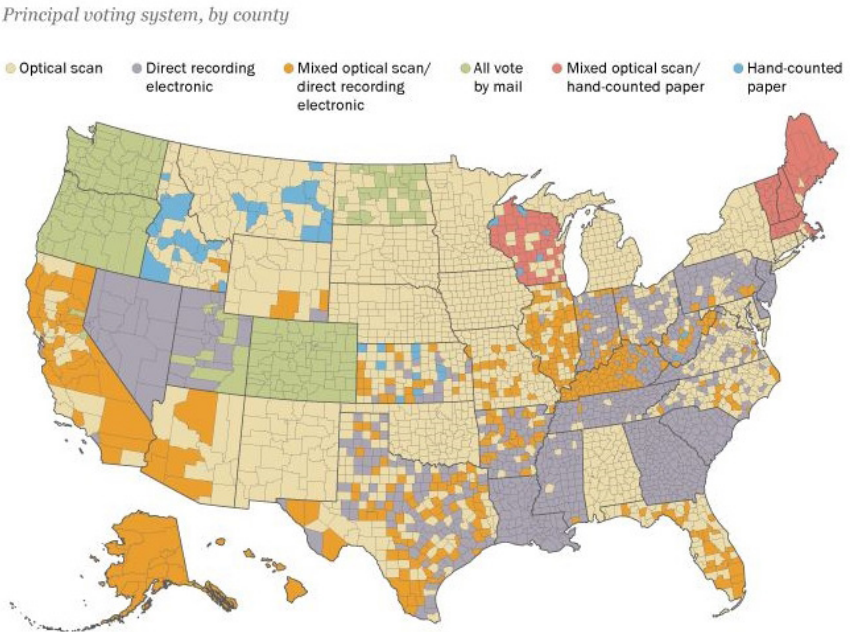 Principal voting system, by county
Optical scan
Direct recording
electronic
Mixed optical scan/
direct recording
electronic
All vote
by mail
Mixed optical scan/
hand-counted paper
Hand-counted
paper